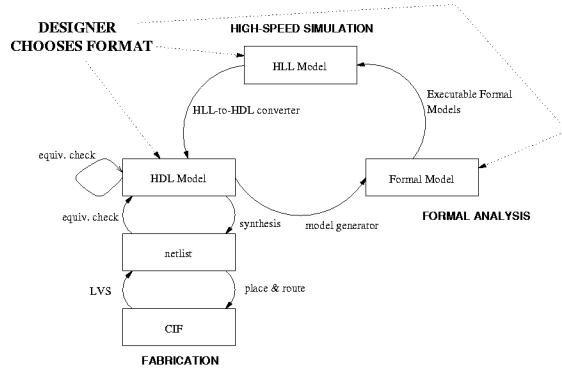 DESIGNER
CHOOSES FORMAT
HIGH-SPEED SIMULATION
HLL Model
HLL-to-HDL converter
Executable Formal
Models
equiv. check
HDL Model
Formal Model
equiv. check
synthesis
model generator
FORMAL ANALYSIS
netlist
LVS
place & route
CIF
FABRICATION